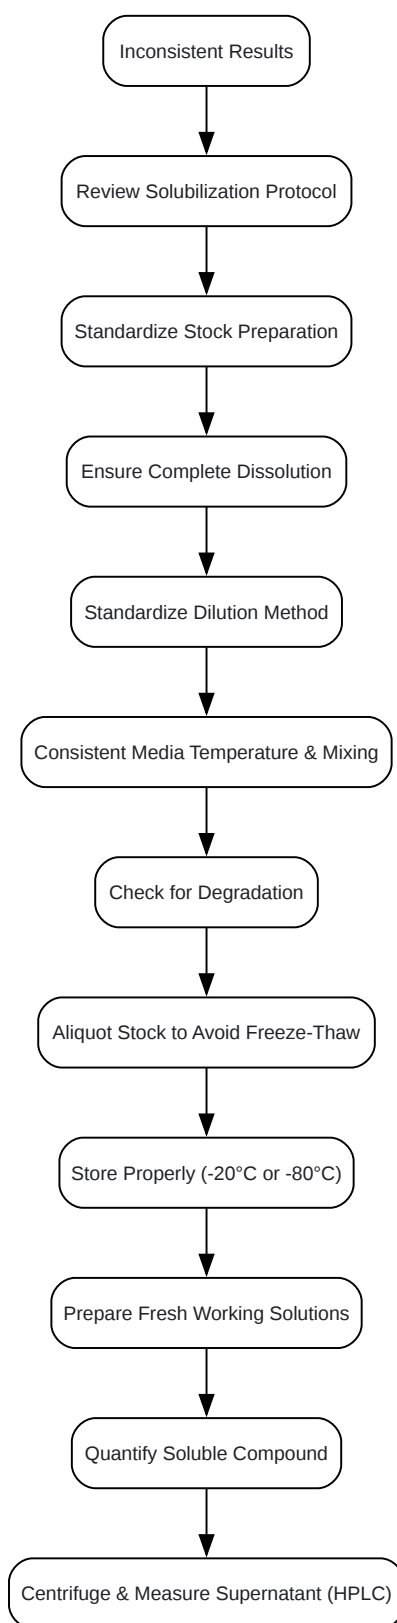 Inconsistent Results
Review Solubilization Protocol
Standardize Stock Preparation
Ensure Complete Dissolution
Standardize Dilution Method
Consistent Media Temperature & Mixing
Check for Degradation
Aliquot Stock to Avoid Freeze-Thaw
Store Properly (-20°C or -80°C)
Prepare Fresh Working Solutions
Quantify Soluble Compound
Centrifuge & Measure Supernatant (HPLC)